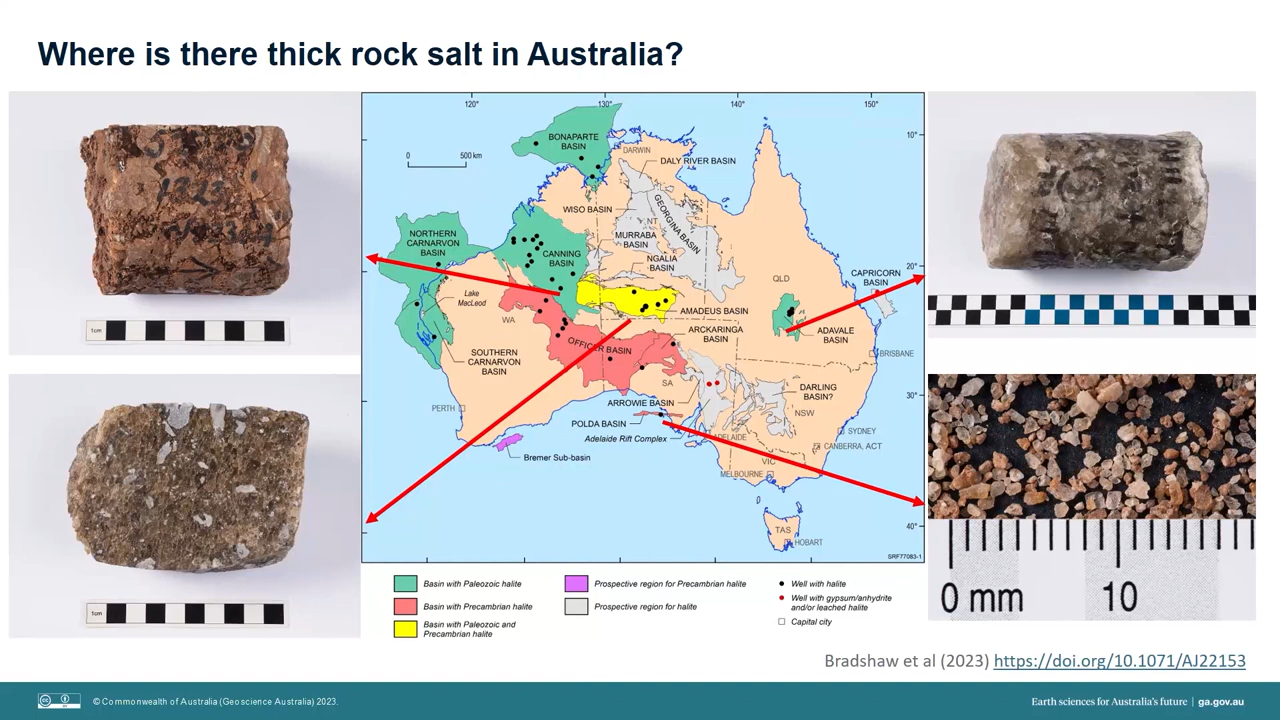 Where is there thick rock salt in Australia?
1cm
1cm
120°
130°
140°
150°
10°
20°
30°
40°
0 500 km
BONAPARTE
BASIN
DARWIN
DALY RIVER BASIN
WISO BASIN
NT
GEORGINA BASIN
NORTHERN
CARNARVON
BASIN
CANNING
BASIN
MURRABA
BASIN
NGALIA
BASIN
QLD
CAPRICORN
BASIN
Lake
MacLeod
WA
AMADEUS BASIN
ARCKARINGA
BASIN
ADAVALE
BASIN
OFFICER BASIN
SOUTHERN
CARNARVON
BASIN
BRISBANE
SA
DARLING
BASIN?
NSW
ARROWIE BASIN
PERTH
POLDA BASIN
Adelaide Rift Complex
ADELAIDE
SYDNEY
CANBERRA, ACT
Bremer Sub-basin
VIC
MELBOURNE
TAS
HOBART
SRF77083-1
Basin with Paleozoic halite
Basin with Precambrian halite
Basin with Paleozoic and
Precambrian halite
Prospective region for Precambrian halite
Prospective region for halite
Well with halite
Well with gypsum/anhydrite
and/or leached halite
Capital city
0 mm 10
Bradshaw et al (2023) https://doi.org/10.1071/AJ22153
© Commonwealth of Australia (Geoscience Australia) 2023.
Earth sciences for Australia's future | ga.gov.au